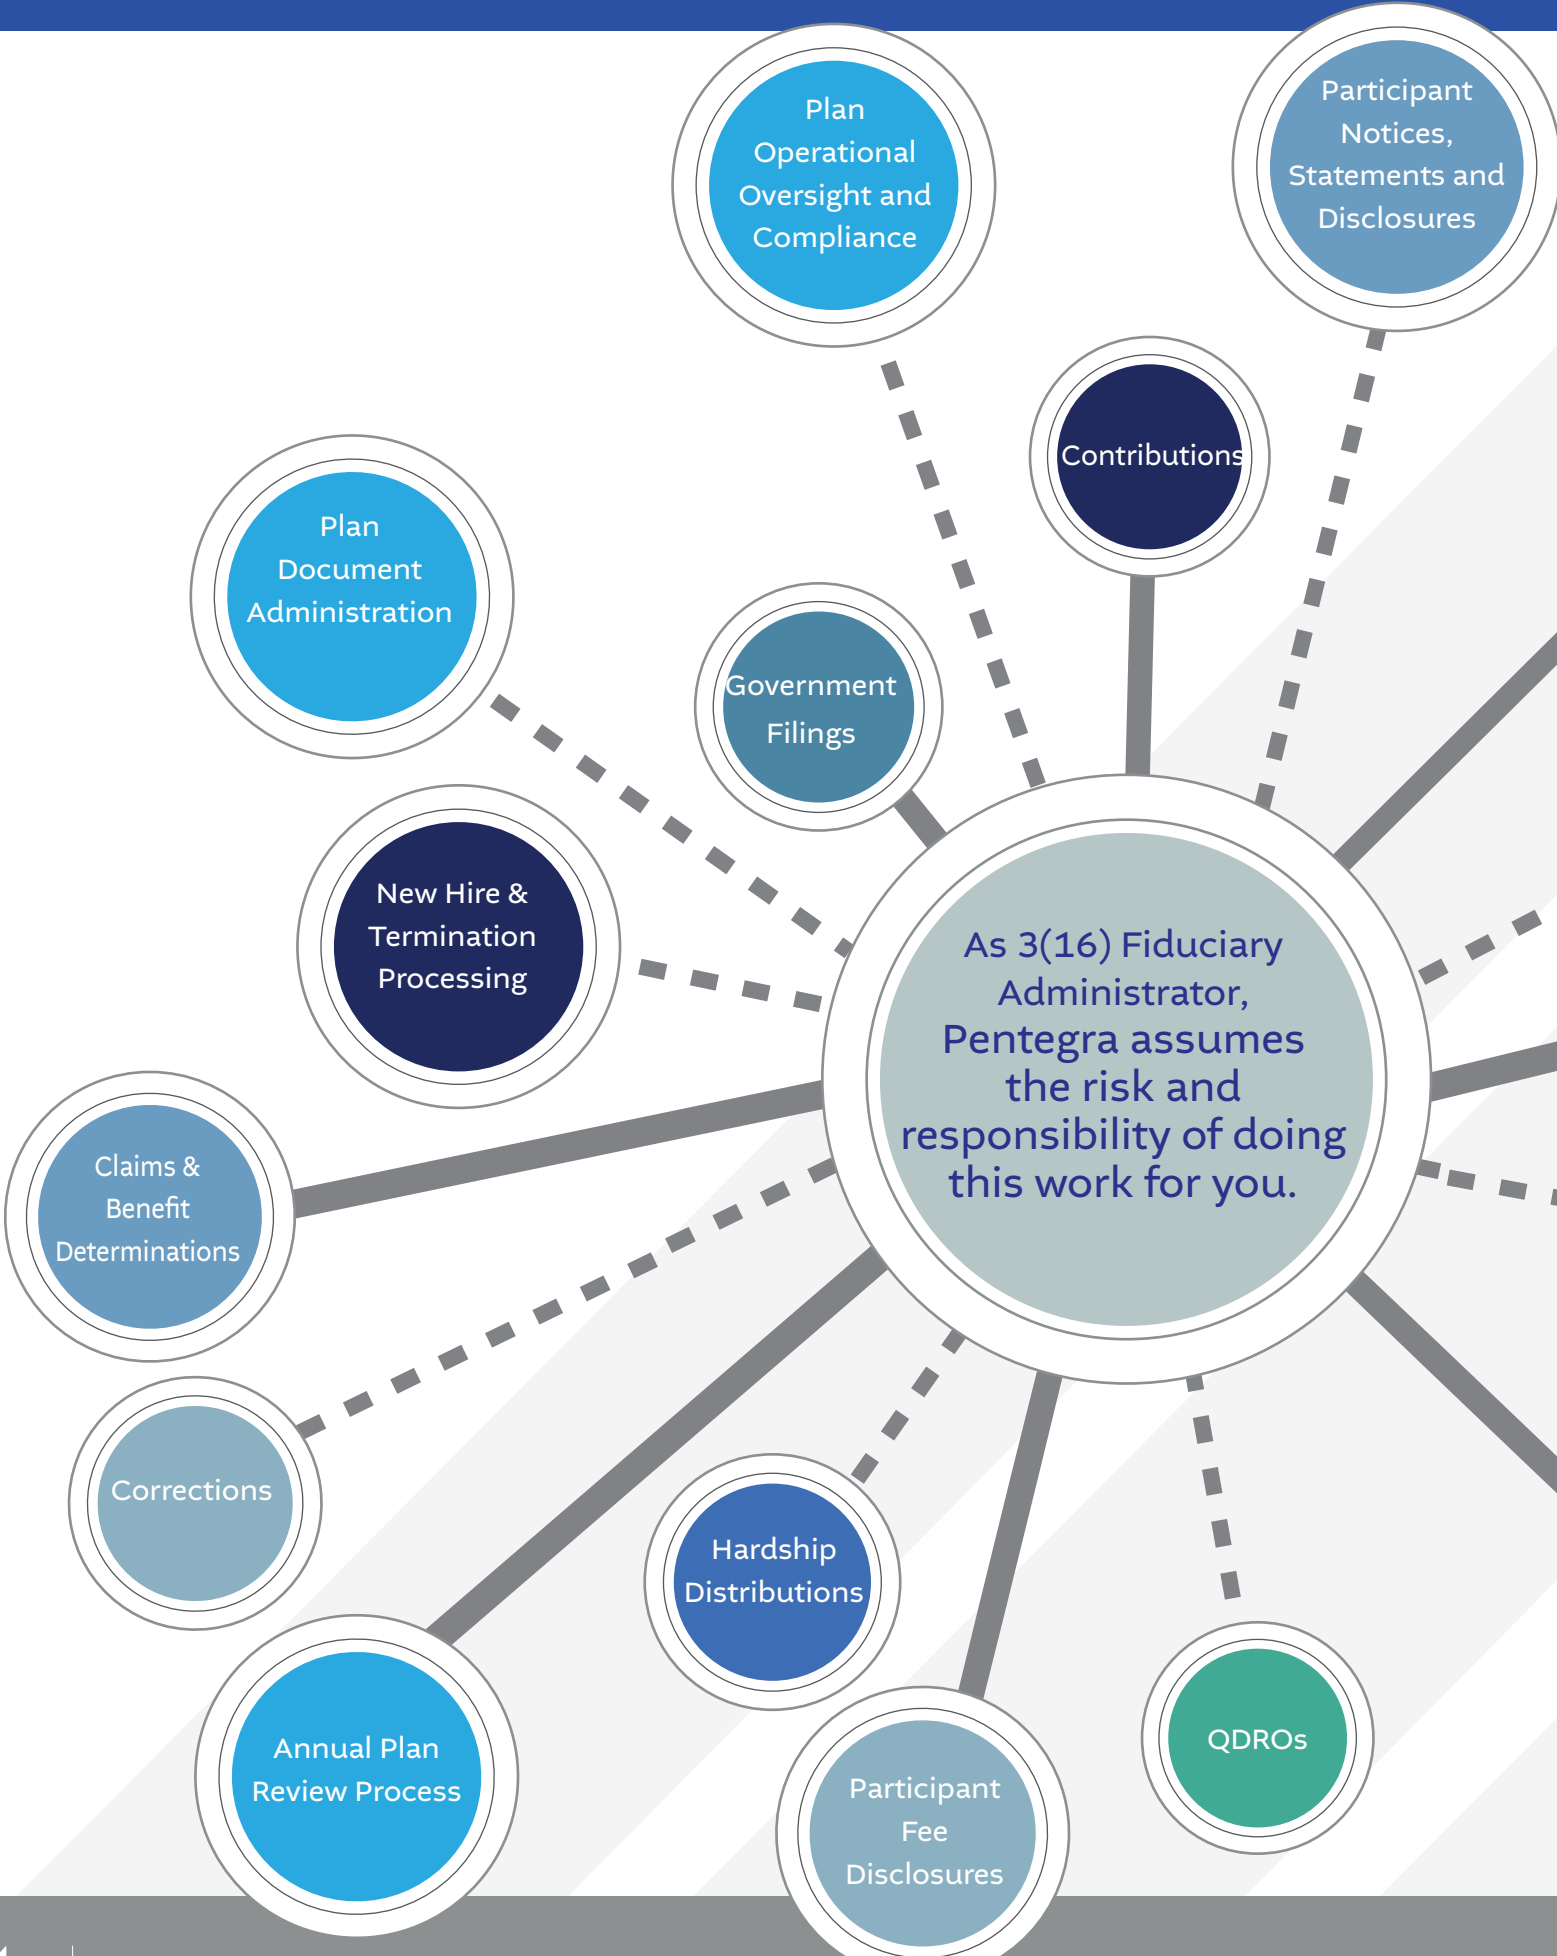 Plan
Operational
Oversight and
Compliance
Participant
Notices,
Statements and
Disclosures
Contributions
Plan
Document
Administration
Government
Filings
New Hire &
Termination
Processing
As 3(16) Fiduciary
Administrator,
Pentegra assumes
the risk and
responsibility of doing
this work for you.
Claims &
Benefit
Determinations
Corrections
Hardship
Distributions
Annual Plan
Review Process
Participant
Fee
Disclosures
QDROs